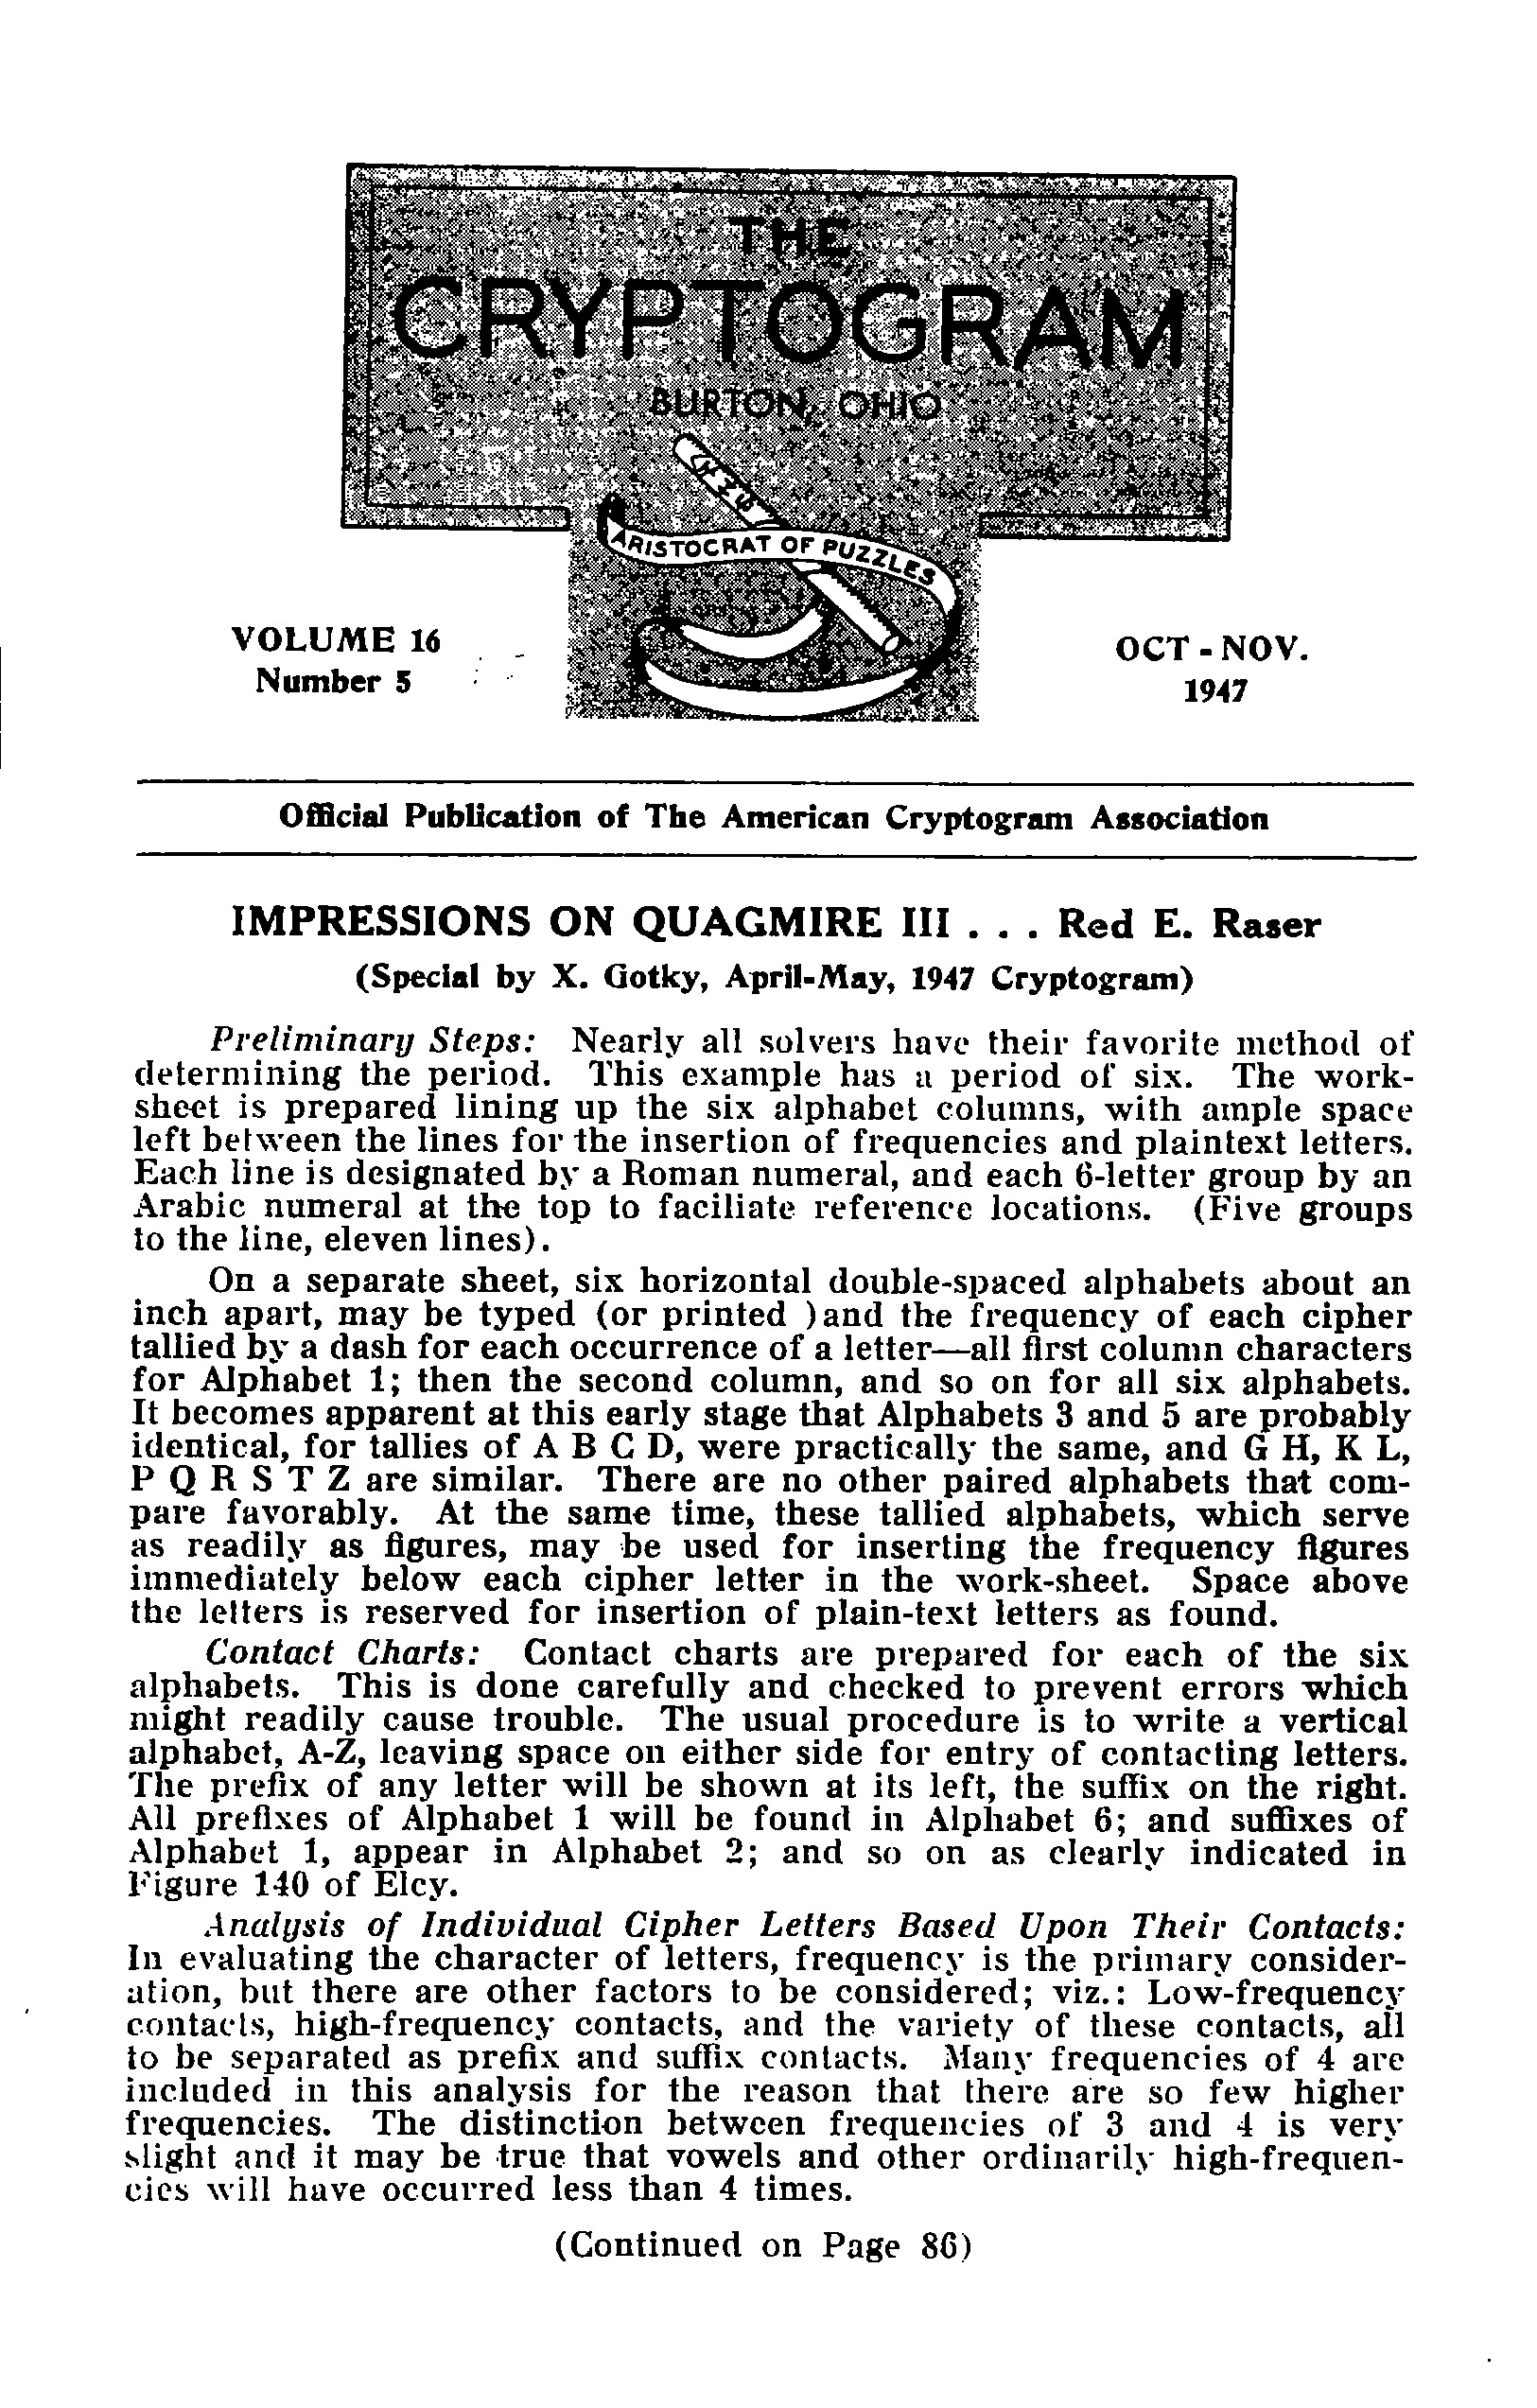 THE
CRYPTOGRAM
BURTON, OHIO
ARISTOCRAT OF PUZZLES
VOLUME 16
Number 5
OCT - NOV.
1947
Official Publication of The American Cryptogram Association
IMPRESSIONS ON QUAGMIRE III . . . Red E. Raser
(Special by X. Gotky, April-May, 1947 Cryptogram)
Preliminary Steps: Nearly all solvers have their favorite method of
determining the period. This example has a period of six. The work-
sheet is prepared lining up the six alphabet columns, with ample space
left between the lines for the insertion of frequencies and plaintext letters.
Each line is designated by a Roman numeral, and each 6-letter group by an
Arabic numeral at the top to faciliate reference locations. (Five groups
to the line, eleven lines).
On a separate sheet, six horizontal double-spaced alphabets about an
inch apart, may be typed (or printed )and the frequency of each cipher
tallied by a dash for each occurrence of a letter—all first column characters
for Alphabet 1; then the second column, and so on for all six alphabets.
It becomes apparent at this early stage that Alphabets 3 and 5 are probably
identical, for tallies of A B C D, were practically the same, and G H, K L,
P Q R S T Z are similar. There are no other paired alphabets that com-
pare favorably. At the same time, these tallied alphabets, which serve
as readily as figures, may be used for inserting the frequency figures
immediately below each cipher letter in the work-sheet. Space above
the letters is reserved for insertion of plain-text letters as found.
Contact Charts: Contact charts are prepared for each of the six
alphabets. This is done carefully and checked to prevent errors which
might readily cause trouble. The usual procedure is to write a vertical
alphabet, A-Z, leaving space on either side for entry of contacting letters.
The prefix of any letter will be shown at its left, the suffix on the right.
All prefixes of Alphabet 1 will be found in Alphabet 6; and suffixes of
Alphabet 1, appear in Alphabet 2; and so on as clearly indicated in
Figure 140 of Elcy.
Analysis of Individual Cipher Letters Based Upon Their Contacts:
In evaluating the character of letters, frequency is the primary consider-
ation, but there are other factors to be considered; viz.: Low-frequency
contacts, high-frequency contacts, and the variety of these contacts, all
to be separated as prefix and suffix contacts. Many frequencies of 4 are
included in this analysis for the reason that there are so few higher
frequencies. The distinction between frequencies of 3 and 4 is very
slight and it may be true that vowels and other ordinarily high-frequen-
cies will have occurred less than 4 times.
(Continued on Page 86)